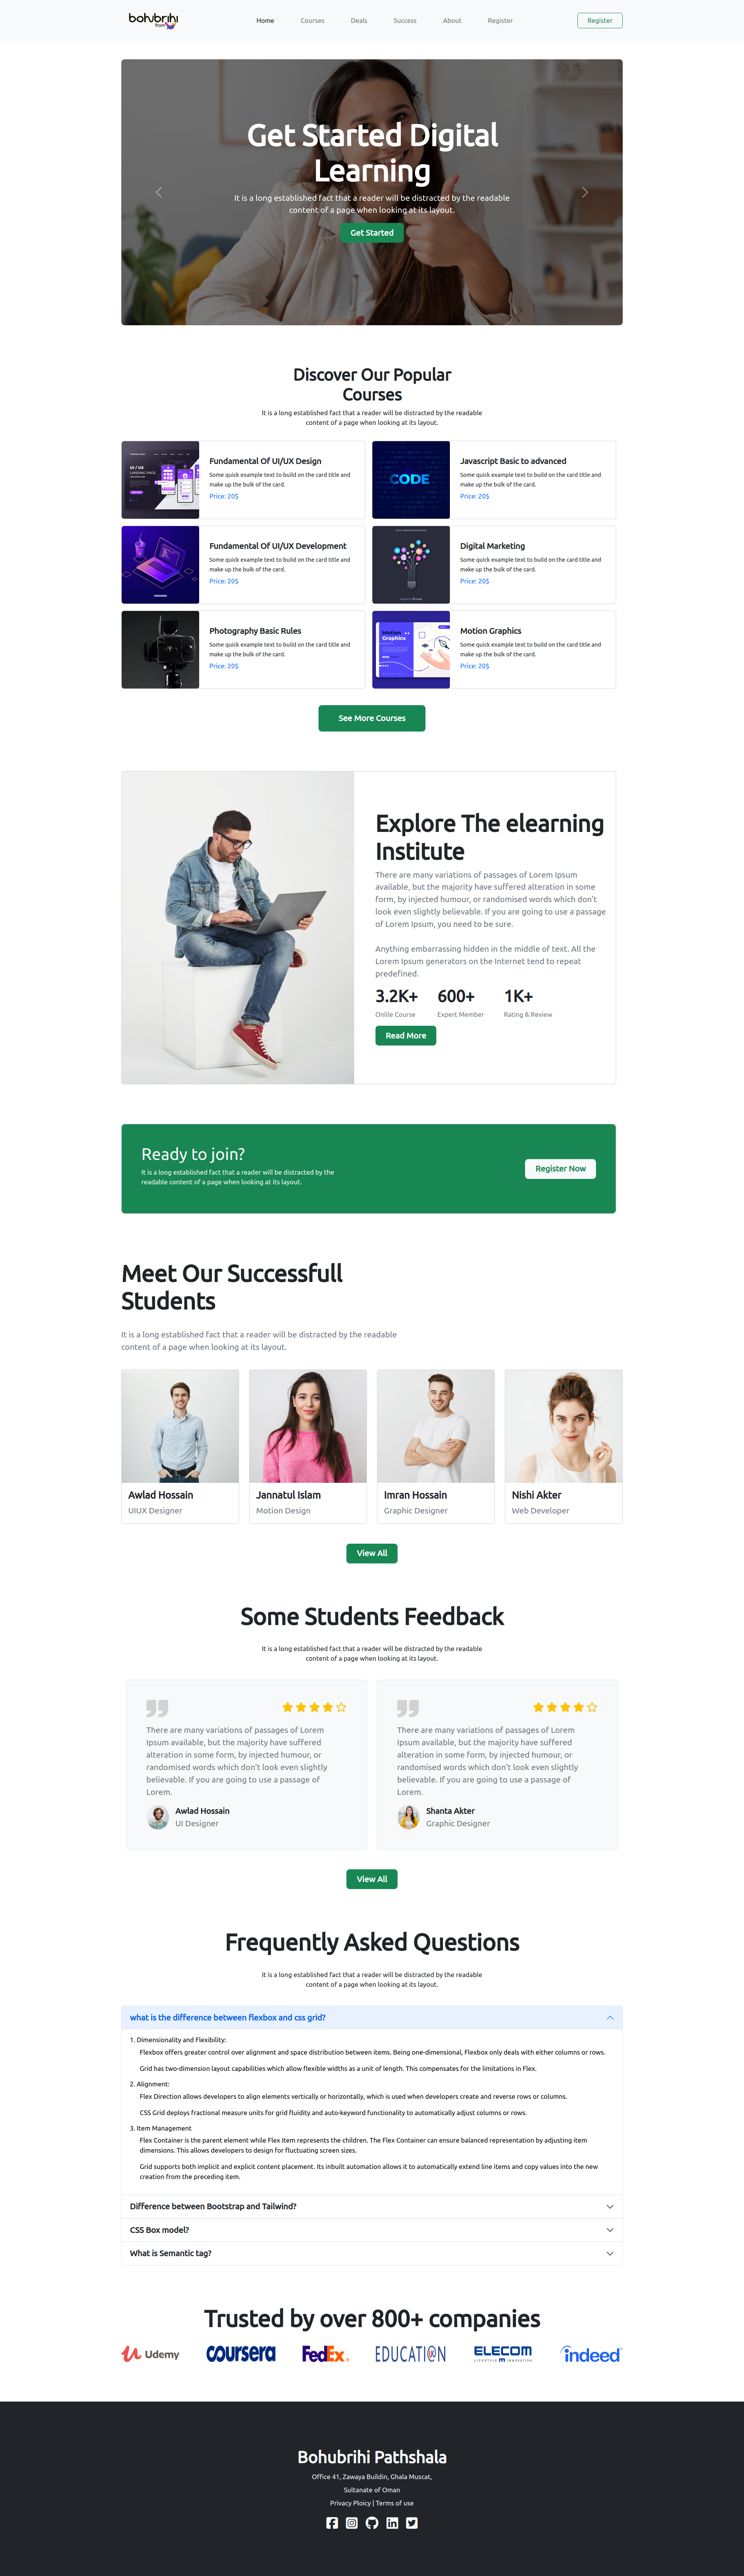 bohubrihi
from
Home Courses Deals Success About Register
Register
Get Started Digital
Learning
It is a long established fact that a reader will be distracted by the readable
content of a page when looking at its layout.
Get Started
Discover Our Popular
Courses
It is a long established fact that a reader will be distracted by the readable
content of a page when looking at its layout.
UI / UX
LANDING PAGE
Fundamental Of UI/UX Design
Some quick example text to build on the card title and
make up the bulk of the card.
Price: 20$
CODE
Javascript Basic to advanced
Some quick example text to build on the card title and
make up the bulk of the card.
Price: 20$
Fundamental Of UI/UX Development
Some quick example text to build on the card title and
make up the bulk of the card.
Price: 20$
Digital Marketing
Some quick example text to build on the card title and
make up the bulk of the card.
Price: 20$
Photography Basic Rules
Some quick example text to build on the card title and
make up the bulk of the card.
Price: 20$
Motion
Graphics
Motion Graphics
Some quick example text to build on the card title and
make up the bulk of the card.
Price: 20$
See More Courses
Explore The elearning
Institute
There are many variations of passages of Lorem Ipsum
available, but the majority have suffered alteration in some
form, by injected humour, or randomised words which don't
look even slightly believable. If you are going to use a passage
of Lorem Ipsum, you need to be sure.
Anything embarrassing hidden in the middle of text. All the
Lorem Ipsum generators on the Internet tend to repeat
predefined.
3.2K+ 600+ 1K+
Onlile Course Expert Member Rating & Review
Read More
Ready to join?
It is a long established fact that a reader will be distracted by the
readable content of a page when looking at its layout.
Register Now
Meet Our Successfull
Students
It is a long established fact that a reader will be distracted by the readable
content of a page when looking at its layout.
Awlad Hossain
UIUX Designer
Jannatul Islam
Motion Design
Imran Hossain
Graphic Designer
Nishi Akter
Web Developer
View All
Some Students Feedback
It is a long established fact that a reader will be distracted by the readable
content of a page when looking at its layout.
There are many variations of passages of Lorem
Ipsum available, but the majority have suffered
alteration in some form, by injected humour, or
randomised words which don't look even slightly
believable. If you are going to use a passage of
Lorem.
Awlad Hossain
UI Designer
There are many variations of passages of Lorem
Ipsum available, but the majority have suffered
alteration in some form, by injected humour, or
randomised words which don't look even slightly
believable. If you are going to use a passage of
Lorem.
Shanta Akter
Graphic Designer
View All
Frequently Asked Questions
It is a long established fact that a reader will be distracted by the readable
content of a page when looking at its layout.
what is the difference between flexbox and css grid?
1. Dimensionality and Flexibility:
Flexbox offers greater control over alignment and space distribution between items. Being one-dimensional, Flexbox only deals with either columns or rows.
Grid has two-dimension layout capabilities which allow flexible widths as a unit of length. This compensates for the limitations in Flex.
2. Alignment:
Flex Direction allows developers to align elements vertically or horizontally, which is used when developers create and reverse rows or columns.
CSS Grid deploys fractional measure units for grid fluidity and auto-keyword functionality to automatically adjust columns or rows.
3. Item Management
Flex Container is the parent element while Flex Item represents the children. The Flex Container can ensure balanced representation by adjusting item
dimensions. This allows developers to design for fluctuating screen sizes.
Grid supports both implicit and explicit content placement. Its inbuilt automation allows it to automatically extend line items and copy values into the new
creation from the preceding item.
Difference between Bootstrap and Tailwind?
CSS Box model?
What is Semantic tag?
Trusted by over 800+ companies
Udemy coursera FedEx EDUCATI@N ELECOM indeed
LIFESTYLE INNOVATION
Bohubrihi Pathshala
Office 41, Zawaya Buildin, Ghala Muscat,
Sultanate of Oman
Privacy Ploicy | Terms of use